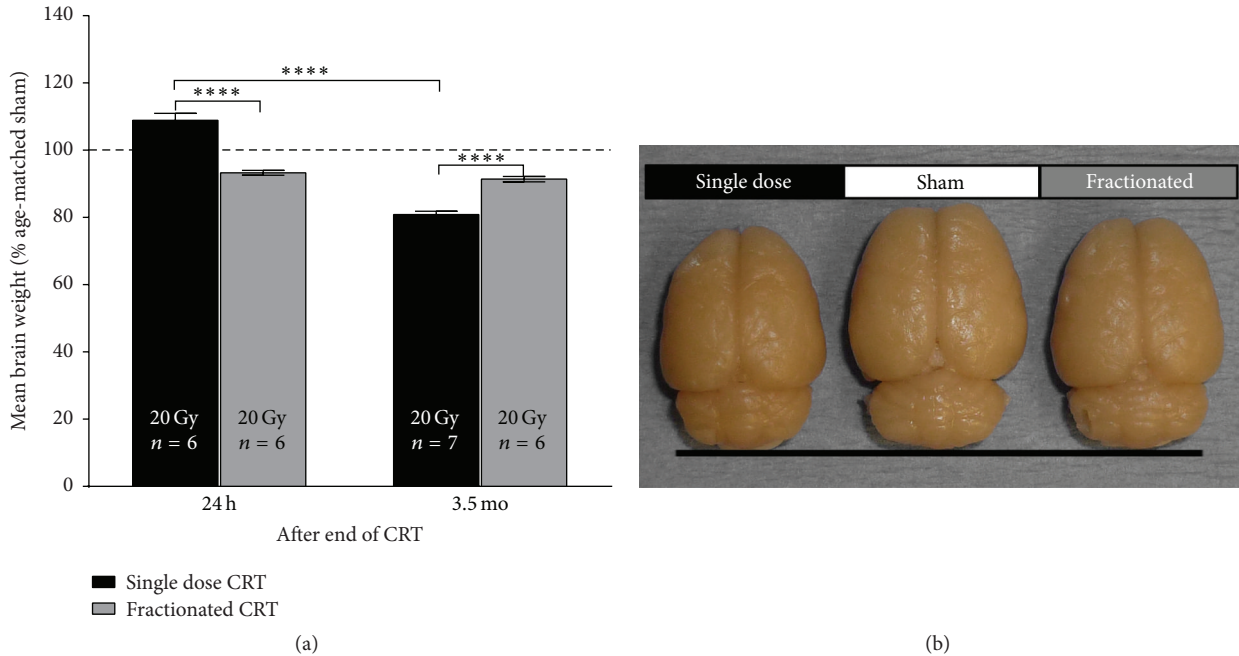 Mean brain weight (% age-matched sham)
140
120
100
80
60
40
20
0
****
****
****
20 Gy
n = 6
20 Gy
n = 6
20 Gy
n = 7
20 Gy
n = 6
24 h
3.5 mo
After end of CRT
Single dose CRT
Fractionated CRT
(a)
Single dose
Sham
Fractionated
(b)